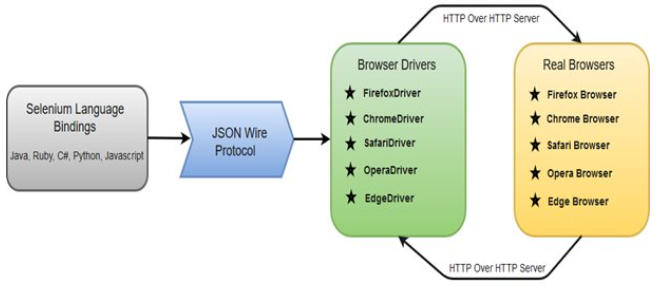 HTTP Over HTTP Server
Selenium Language
Bindings
Java, Ruby, C#, Python, Javascript
JSON Wire
Protocol
Browser Drivers
FirefoxDriver
ChromeDriver
SafariDriver
OperaDriver
EdgeDriver
Real Browsers
Firefox Browser
Chrome Browser
Safari Browser
Opera Browser
Edge Browser
HTTP Over HTTP Server